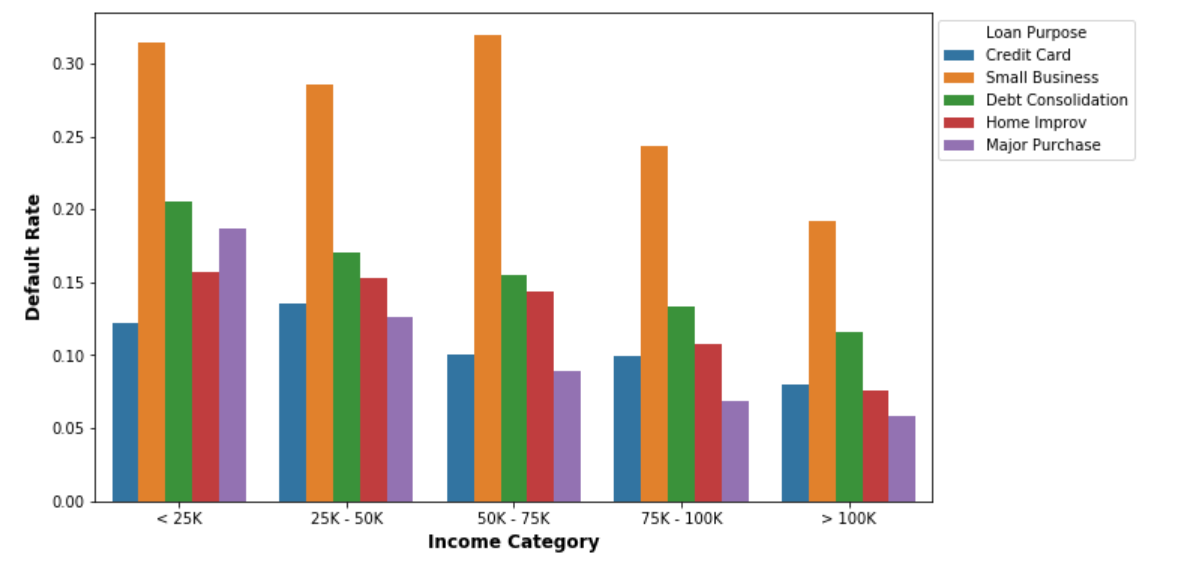 Loan Purpose
Credit Card
Small Business
Debt Consolidation
Home Improv
Major Purchase
Default Rate
0.30
0.25
0.20
0.15
0.10
0.05
0.00
< 25K 25K - 50K 50K - 75K 75K - 100K > 100K
Income Category